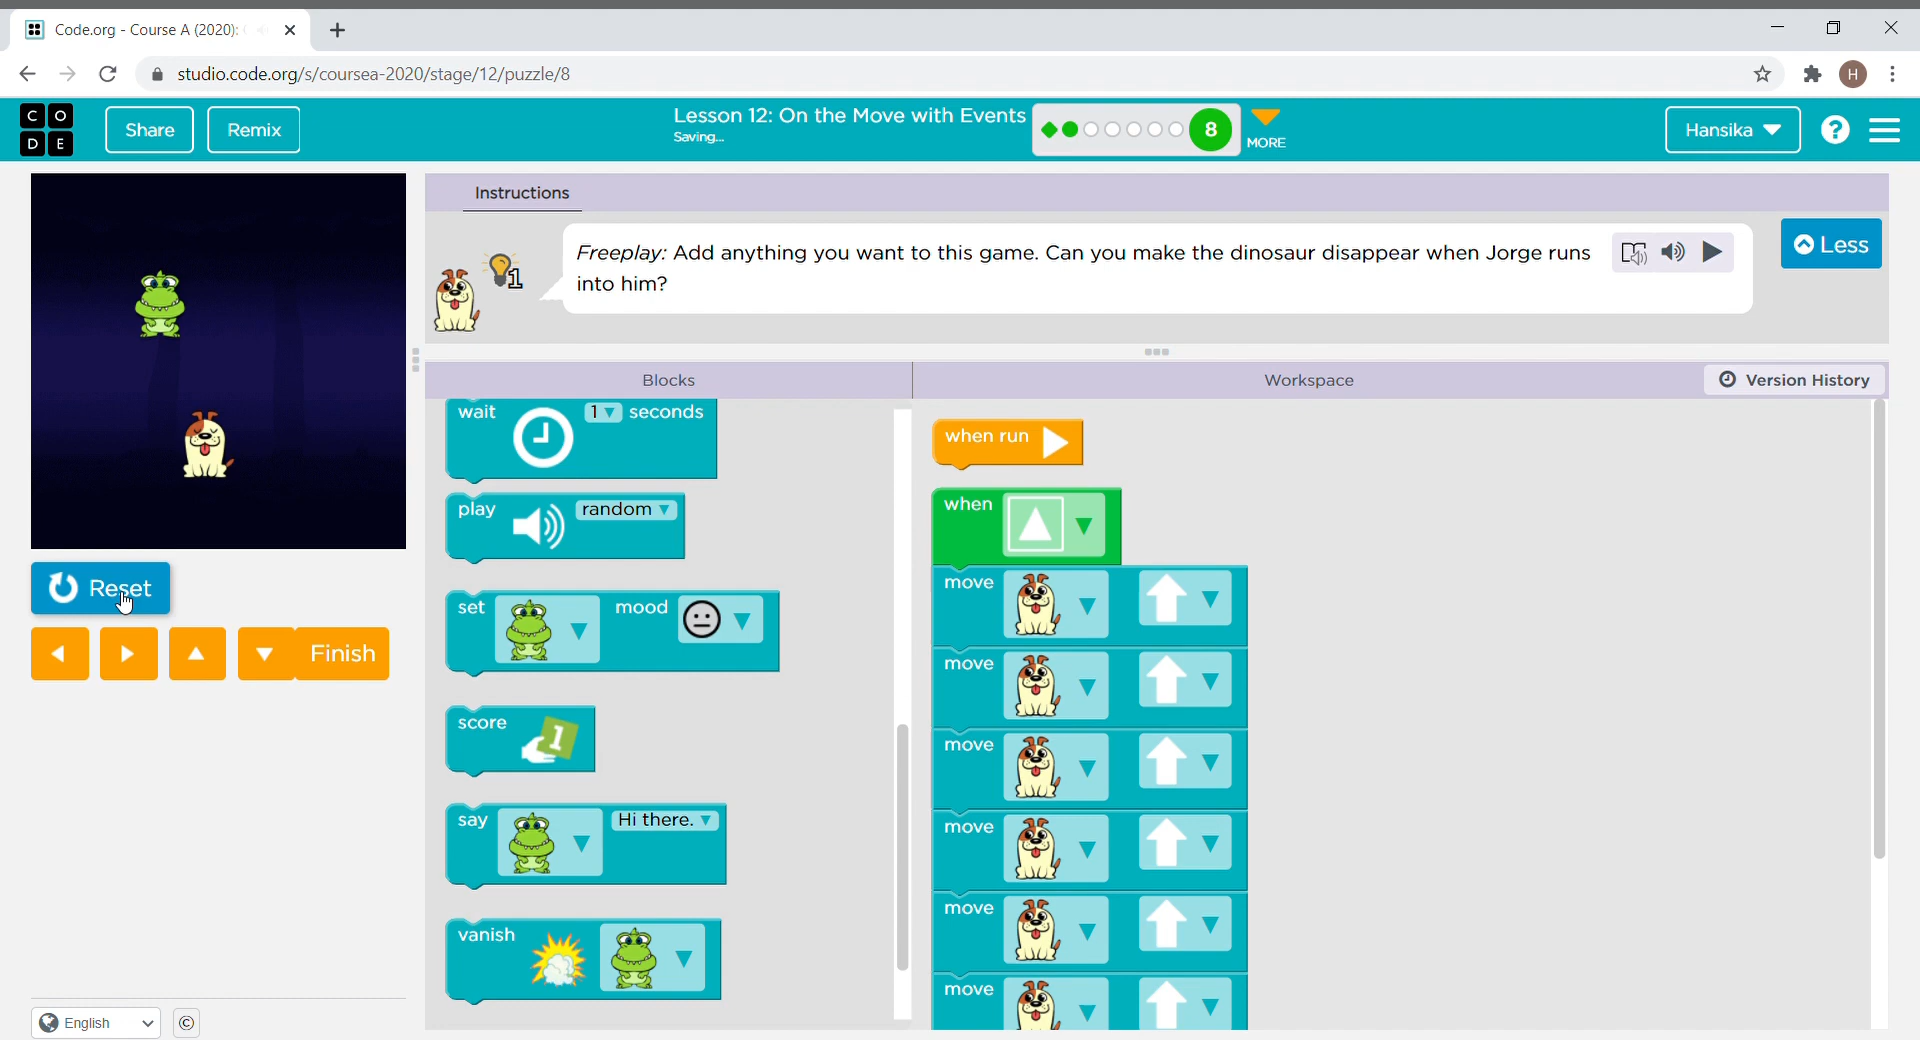 Code.org - Course A (2020):
studio.code.org/s/coursea-2020/stage/12/puzzle/8
H
C O
D E
Share
Remix
Lesson 12: On the Move with Events
Saving...
8
MORE
Hansika
?
Instructions
1
Freeplay: Add anything you want to this game. Can you make the dinosaur disappear when Jorge runs
into him?
Less
Blocks
Workspace
Version History
wait 1 seconds
play random
set mood
score 1
say Hi there.
vanish
when run
when
move
move
move
move
move
move
Reset
Finish
English
©